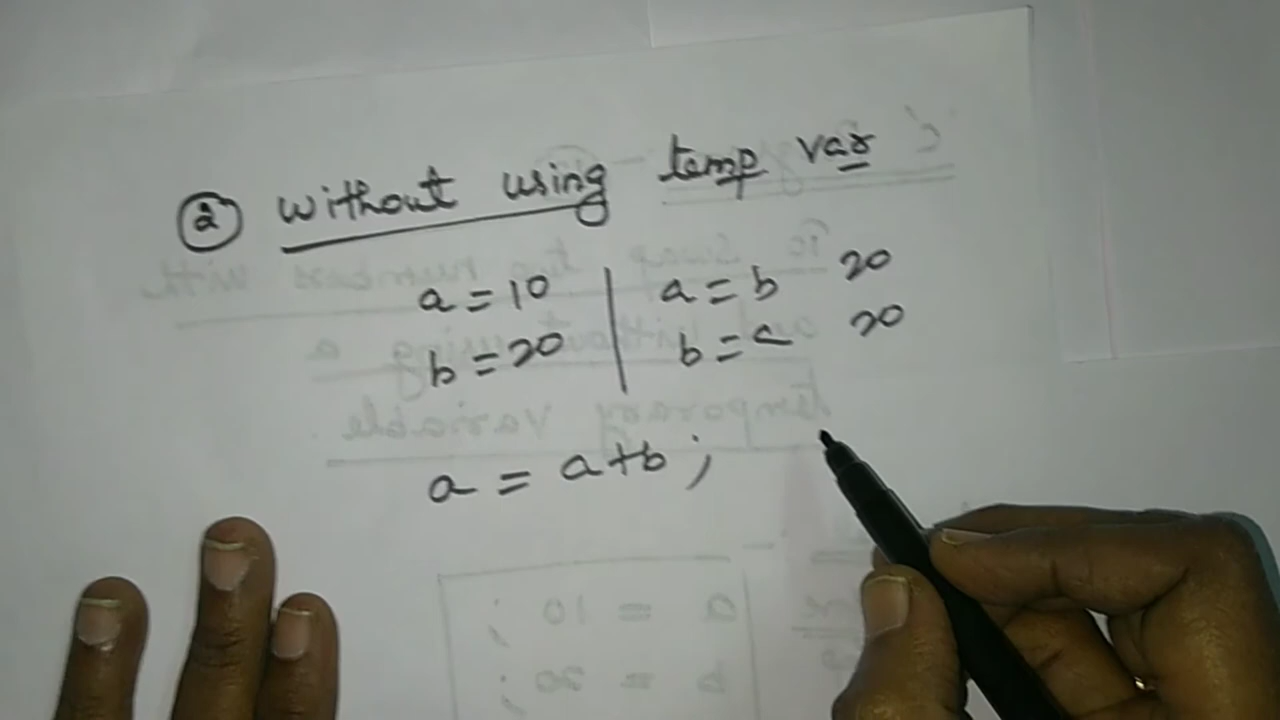 ② without using temp var
a = 10 | a = b 20
b = 20 | b = a 20
a = a+b ;